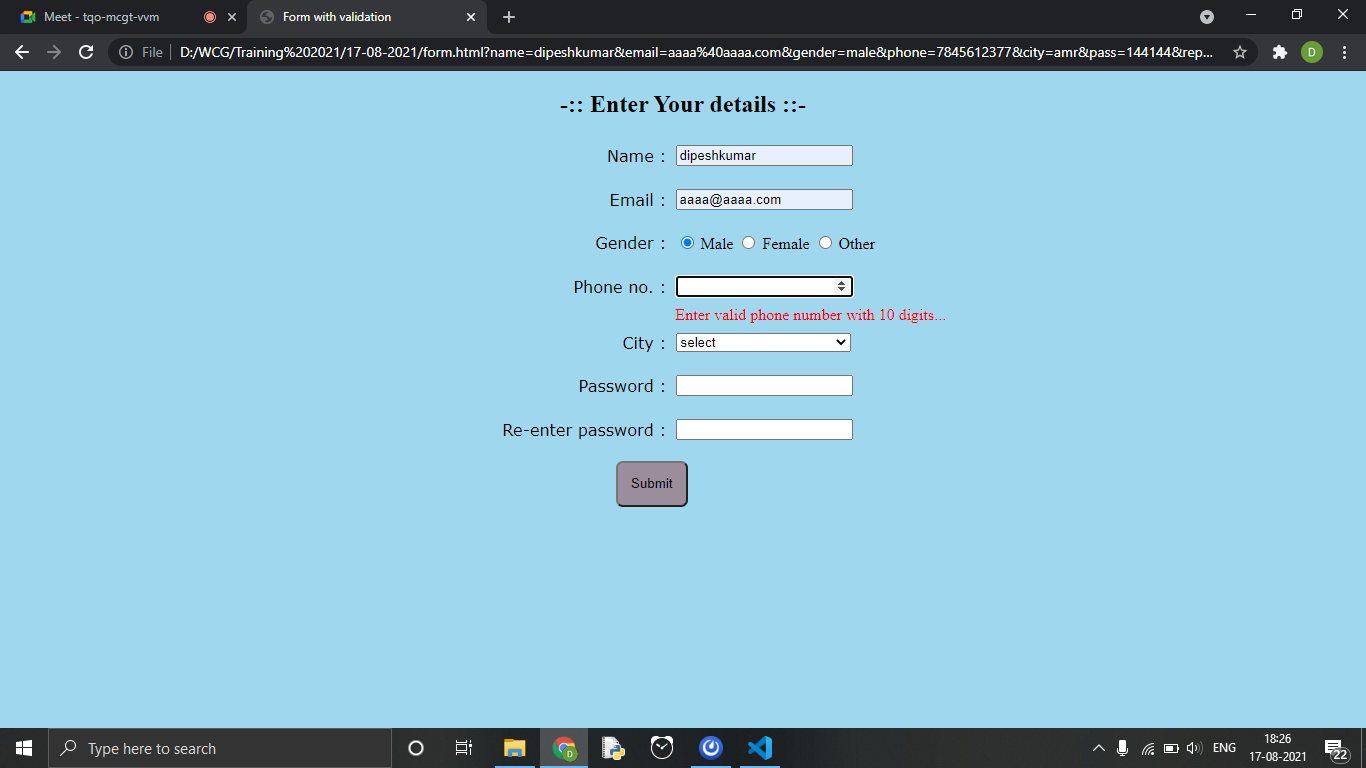 Meet - tqo-mcgt-vvm
Form with validation
File
D:/WCG/Training%202021/17-08-2021/form.html?name=dipeshkumar&email=aaaa%40aaaa.com&gender=male&phone=7845612377&city=amr&pass=144144&rep...
D
-:: Enter Your details ::-
Name : dipeshkumar
Email : aaaa@aaaa.com
Gender : Male Female Other
Phone no. :
Enter valid phone number with 10 digits...
City : select
Password :
Re-enter password :
Submit
Type here to search
D
ENG
18:26
17-08-2021
22